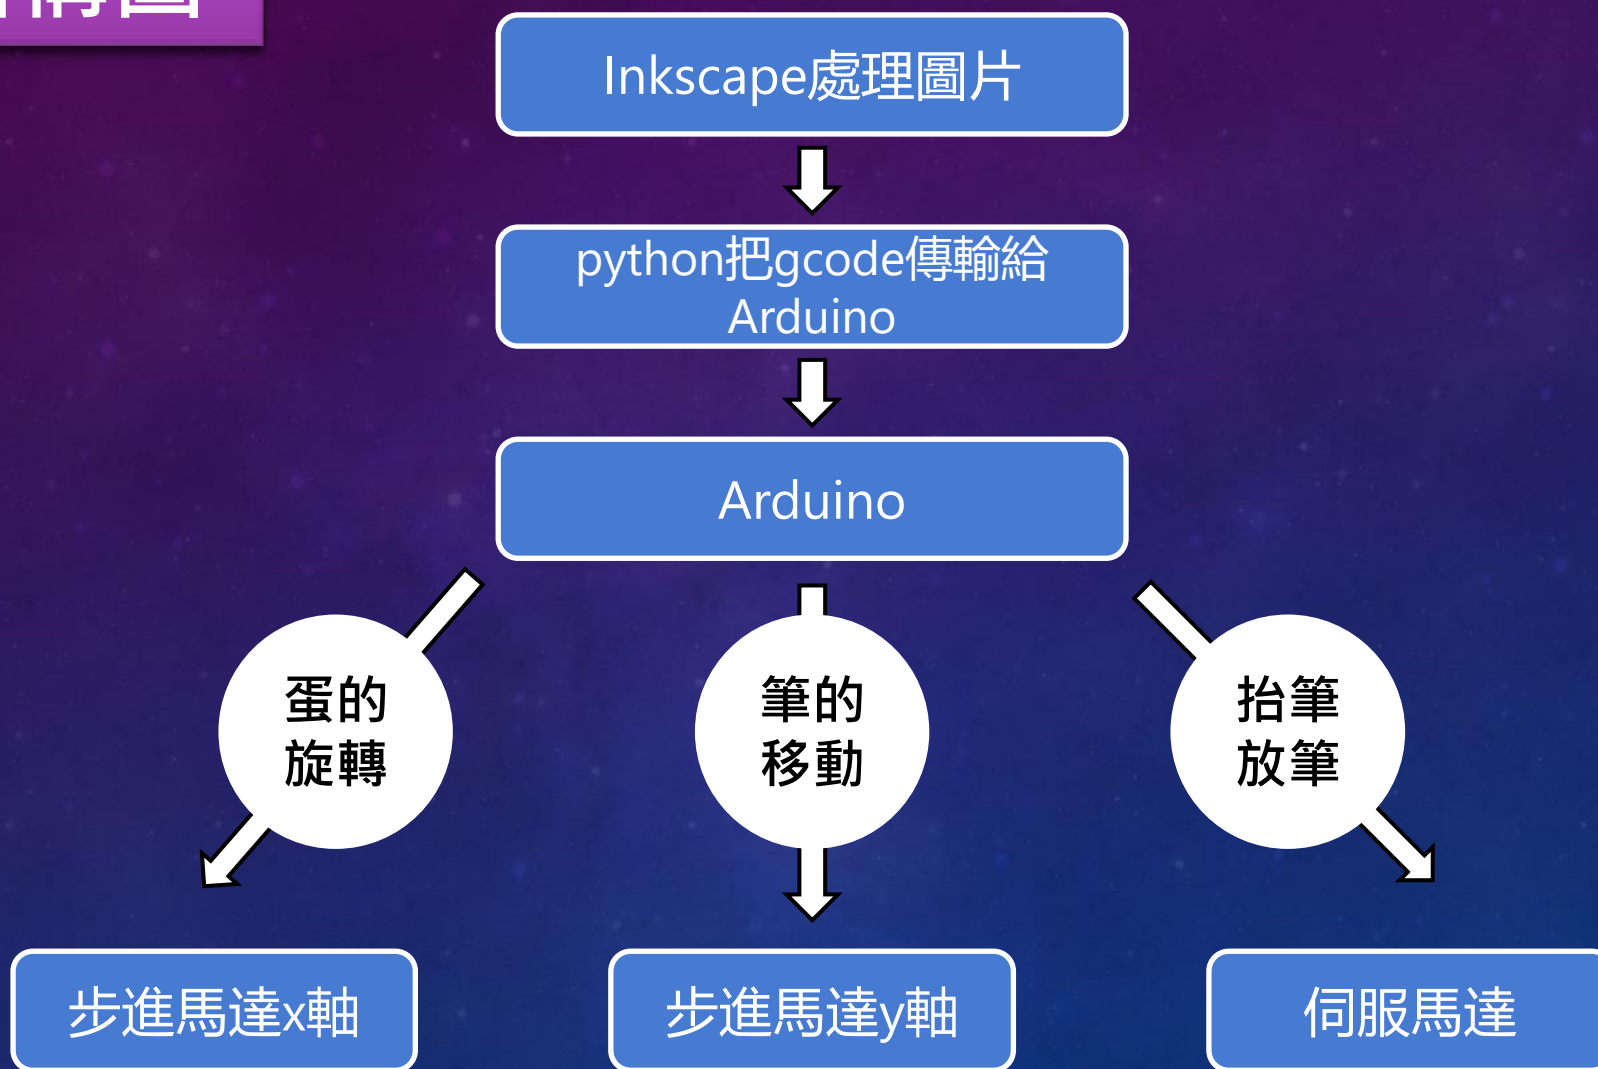 構圖
Inkscape處理圖片
python把gcode傳輸給
Arduino
Arduino
蛋的
旋轉
筆的
移動
抬筆
放筆
步進馬達x軸
步進馬達y軸
伺服馬達